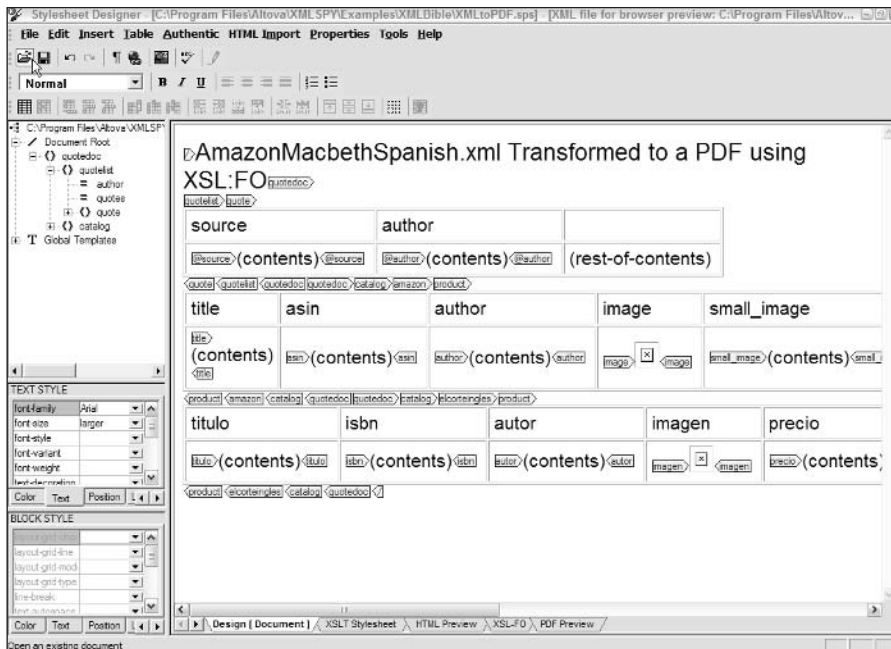 Stylesheet Designer - [C:\Program Files\Altova\XMLSPY\Examples\XMLBible\XMLtoPDF.sps] - [XML file for browser preview: C:\Program Files\Altov...
File Edit Insert Table Authentic HTML Import Properties Tools Help
Normal B I U
C:\Program Files\Altova\XMLSPY
Document Root
() quotedoc
() quotelist
= author
= quotes
() quote
() catalog
T Global Templates
TEXT STYLE
font-family Arial
font-size larger
font-style
font-variant
font-weight
text-decoration
Color Text Position L
BLOCK STYLE
layout-grid-char
layout-grid-line
layout-grid-mod
layout-grid-type
line-break
text-autospace
Color Text Position L
Open an existing document
AmazonMacbethSpanish.xml Transformed to a PDF using
XSL:FO quotedoc
quotelist quote
source author
@source (contents) @source @author (contents) @author (rest-of-contents)
quote quotelist quotedoc quotedoc catalog amazon product
title asin author image small_image
title
(contents) asin (contents) asin author (contents) author image image small_image (contents) small_i
title
product amazon catalog quotedoc quotedoc catalog elcorteingles product
titulo isbn autor imagen precio
titulo (contents) titulo isbn (contents) isbn autor (contents) autor imagen imagen precio (contents)
product elcorteingles catalog quotedoc /
Design [ Document ] XSLT Stylesheet HTML Preview XSL-FO PDF Preview